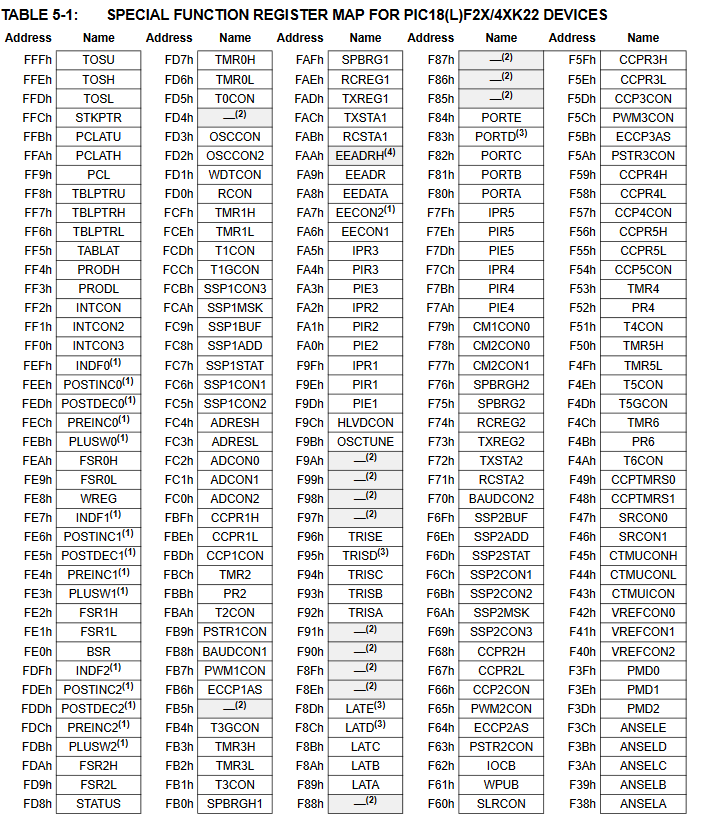 TABLE 5-1: SPECIAL FUNCTION REGISTER MAP FOR PIC18(L)F2X/4XK22 DEVICES
Address Name Address Name Address Name Address Name Address Name
FFFh TOSU FD7h TMR0H FAFh SPBRG1 F87h —(2) F5Fh CCPR3H
FFEh TOSH FD6h TMR0L FAEh RCREG1 F86h —(2) F5Eh CCPR3L
FFDh TOSL FD5h T0CON FADh TXREG1 F85h —(2) F5Dh CCP3CON
FFCh STKPTR FD4h —(2) FACh TXSTA1 F84h PORTE F5Ch PWM3CON
FFBh PCLATU FD3h OSCCON FABh RCSTA1 F83h PORTD(3) F5Bh ECCP3AS
FFAh PCLATH FD2h OSCCON2 FAAh EEADRH(4) F82h PORTC F5Ah PSTR3CON
FF9h PCL FD1h WDTCON FA9h EEADR F81h PORTB F59h CCPR4H
FF8h TBLPTRU FD0h RCON FA8h EEDATA F80h PORTA F58h CCPR4L
FF7h TBLPTRH FCFh TMR1H FA7h EECON2(1) F7Fh IPR5 F57h CCP4CON
FF6h TBLPTRL FCEh TMR1L FA6h EECON1 F7Eh PIR5 F56h CCPR5H
FF5h TABLAT FCDh T1CON FA5h IPR3 F7Dh PIE5 F55h CCPR5L
FF4h PRODH FCCh T1GCON FA4h PIR3 F7Ch IPR4 F54h CCP5CON
FF3h PRODL FCBh SSP1CON3 FA3h PIE3 F7Bh PIR4 F53h TMR4
FF2h INTCON FCAh SSP1MSK FA2h IPR2 F7Ah PIE4 F52h PR4
FF1h INTCON2 FC9h SSP1BUF FA1h PIR2 F79h CM1CON0 F51h T4CON
FF0h INTCON3 FC8h SSP1ADD FA0h PIE2 F78h CM2CON0 F50h TMR5H
FEFh INDF0(1) FC7h SSP1STAT F9Fh IPR1 F77h CM2CON1 F4Fh TMR5L
FEEh POSTINC0(1) FC6h SSP1CON1 F9Eh PIR1 F76h SPBRGH2 F4Eh T5CON
FEDh POSTDEC0(1) FC5h SSP1CON2 F9Dh PIE1 F75h SPBRG2 F4Dh T5GCON
FECh PREINC0(1) FC4h ADRESH F9Ch HLVDCON F74h RCREG2 F4Ch TMR6
FEBh PLUSW0(1) FC3h ADRESL F9Bh OSCTUNE F73h TXREG2 F4Bh PR6
FEAh FSR0H FC2h ADCON0 F9Ah —(2) F72h TXSTA2 F4Ah T6CON
FE9h FSR0L FC1h ADCON1 F99h —(2) F71h RCSTA2 F49h CCPTMRS0
FE8h WREG FC0h ADCON2 F98h —(2) F70h BAUDCON2 F48h CCPTMRS1
FE7h INDF1(1) FBFh CCPR1H F97h —(2) F6Fh SSP2BUF F47h SRCON0
FE6h POSTINC1(1) FBEh CCPR1L F96h TRISE F6Eh SSP2ADD F46h SRCON1
FE5h POSTDEC1(1) FBDh CCP1CON F95h TRISD(3) F6Dh SSP2STAT F45h CTMUCONH
FE4h PREINC1(1) FBCh TMR2 F94h TRISC F6Ch SSP2CON1 F44h CTMUCONL
FE3h PLUSW1(1) FBBh PR2 F93h TRISB F6Bh SSP2CON2 F43h CTMUICON
FE2h FSR1H FBAh T2CON F92h TRISA F6Ah SSP2MSK F42h VREFCON0
FE1h FSR1L FB9h PSTR1CON F91h —(2) F69h SSP2CON3 F41h VREFCON1
FE0h BSR FB8h BAUDCON1 F90h —(2) F68h CCPR2H F40h VREFCON2
FDFh INDF2(1) FB7h PWM1CON F8Fh —(2) F67h CCPR2L F3Fh PMD0
FDEh POSTINC2(1) FB6h ECCP1AS F8Eh —(2) F66h CCP2CON F3Eh PMD1
FDDh POSTDEC2(1) FB5h —(2) F8Dh LATE(3) F65h PWM2CON F3Dh PMD2
FDCh PREINC2(1) FB4h T3GCON F8Ch LATD(3) F64h ECCP2AS F3Ch ANSELE
FDBh PLUSW2(1) FB3h TMR3H F8Bh LATC F63h PSTR2CON F3Bh ANSELD
FDAh FSR2H FB2h TMR3L F8Ah LATB F62h IOCB F3Ah ANSELC
FD9h FSR2L FB1h T3CON F89h LATA F61h WPUB F39h ANSELB
FD8h STATUS FB0h SPBRGH1 F88h —(2) F60h SLRCON F38h ANSELA